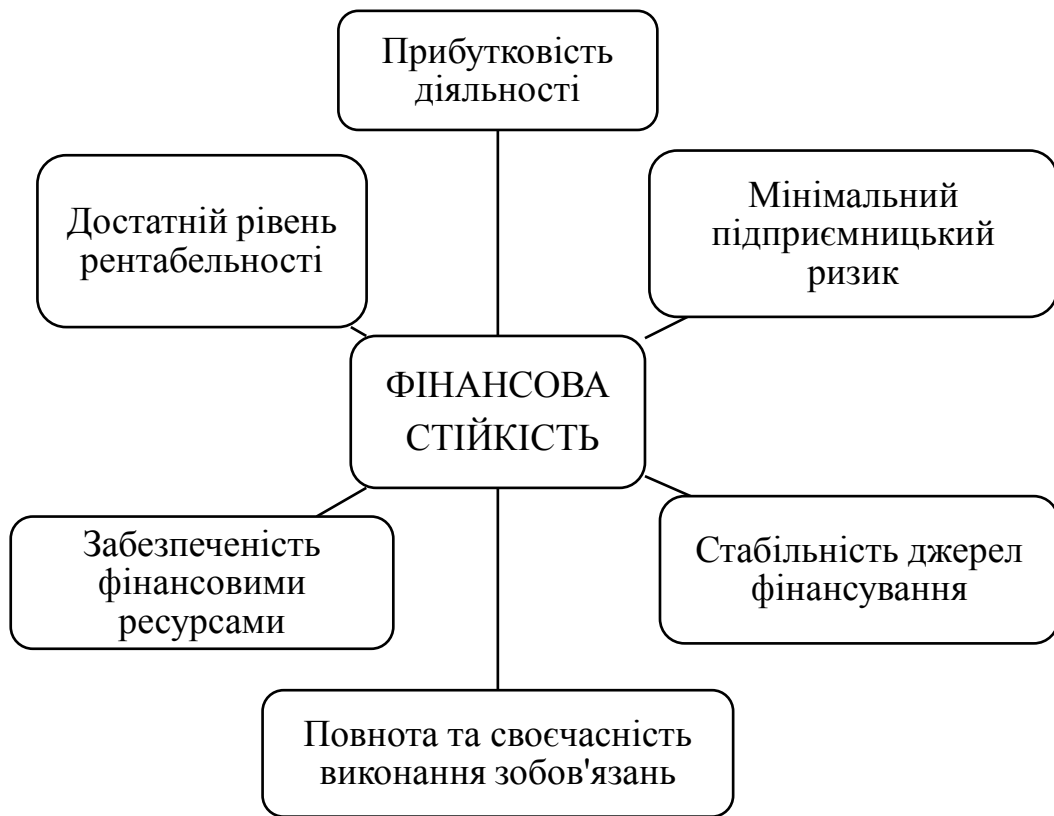 Прибутковість
діяльності
Достатній рівень
рентабельності
Мінімальний
підприємницький
ризик
ФІНАНСОВА
СТІЙКІСТЬ
Забезпеченість
фінансовими
ресурсами
Стабільність джерел
фінансування
Повнота та своєчасність
виконання зобов'язань